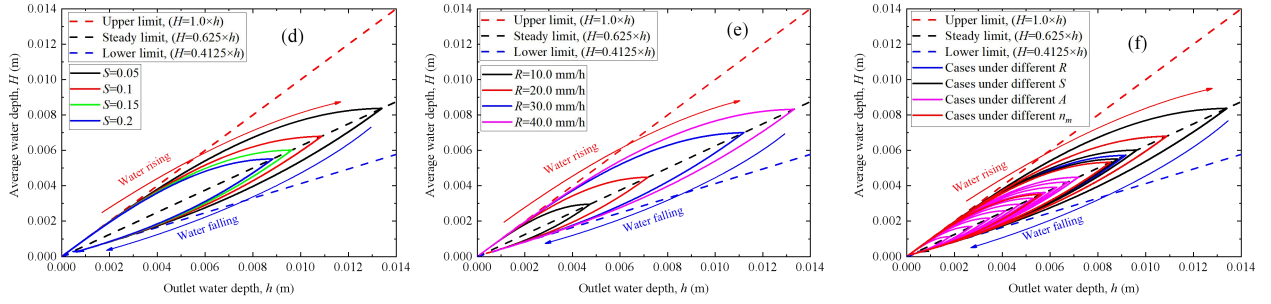 0.014
0.012
0.010
0.008
0.006
0.004
0.002
0.000
Average water depth, H (m)
Upper limit, (H=1.0×h)
Steady limit, (H=0.625×h)
Lower limit, (H=0.4125×h)
(d)
S=0.05
S=0.1
S=0.15
S=0.2
Water rising
Water falling
0.000 0.002 0.004 0.006 0.008 0.010 0.012 0.014
Outlet water depth, h (m)
0.014
0.012
0.010
0.008
0.006
0.004
0.002
0.000
Average water depth, H (m)
Upper limit, (H=1.0×h)
Steady limit, (H=0.625×h)
Lower limit, (H=0.4125×h)
(e)
R=10.0 mm/h
R=20.0 mm/h
R=30.0 mm/h
R=40.0 mm/h
Water rising
Water falling
0.000 0.002 0.004 0.006 0.008 0.010 0.012 0.014
Outlet water depth, h (m)
0.014
0.012
0.010
0.008
0.006
0.004
0.002
0.000
Average water depth, H (m)
Upper limit, (H=1.0×h)
Steady limit, (H=0.625×h)
Lower limit, (H=0.4125×h)
Cases under different R
Cases under different S
Cases under different A
Cases under different nm
(f)
Water rising
Water falling
0.000 0.002 0.004 0.006 0.008 0.010 0.012 0.014
Outlet water depth, h (m)